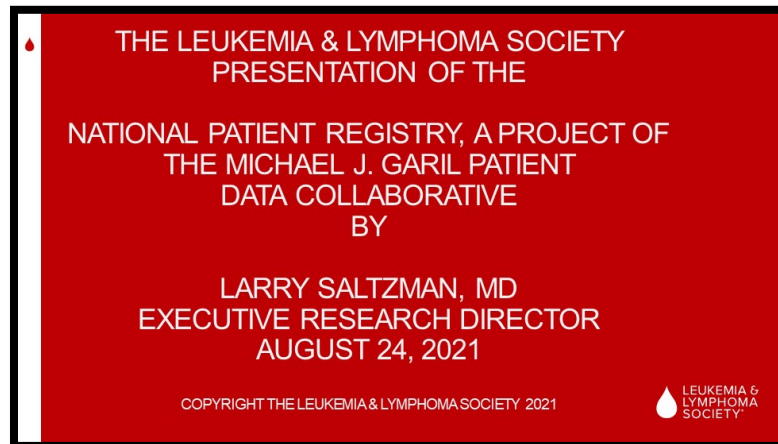 THE LEUKEMIA & LYMPHOMA SOCIETY
PRESENTATION OF THE
NATIONAL PATIENT REGISTRY, A PROJECT OF
THE MICHAEL J. GARIL PATIENT
DATA COLLABORATIVE
BY
LARRY SALTZMAN, MD
EXECUTIVE RESEARCH DIRECTOR
AUGUST 24, 2021
COPYRIGHT THE LEUKEMIA & LYMPHOMA SOCIETY 2021
LEUKEMIA &
LYMPHOMA
SOCIETY®